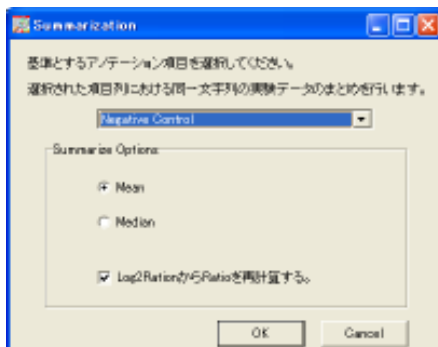 Summarization
基準とするアノテーション項目を選択してください。
選択された項目列における同一文字列の実験データのまとめを行います。
Negative Control
Summarize Options
Mean
Median
Log2RationからRatioを再計算する。
OK
Cancel